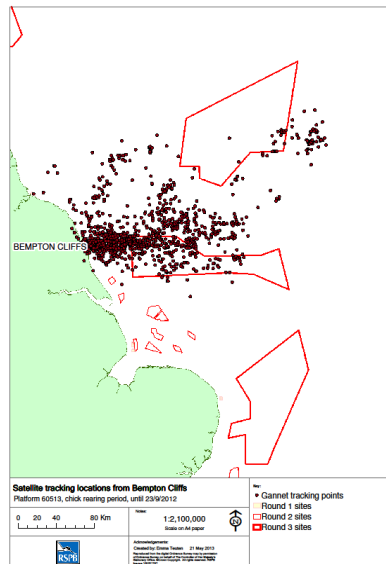 BEMPTON CLIFFS
Satellite tracking locations from Bempton Cliffs
Platform 60513, chick rearing period, until 23/9/2012
0 20 40 80 Km
Notes:
1:2,100,000
Scale on A4 paper
N
Key:
Gannet tracking points
Round 1 sites
Round 2 sites
Round 3 sites
RSPB
Acknowledgements:
Created by: 21 May 2013